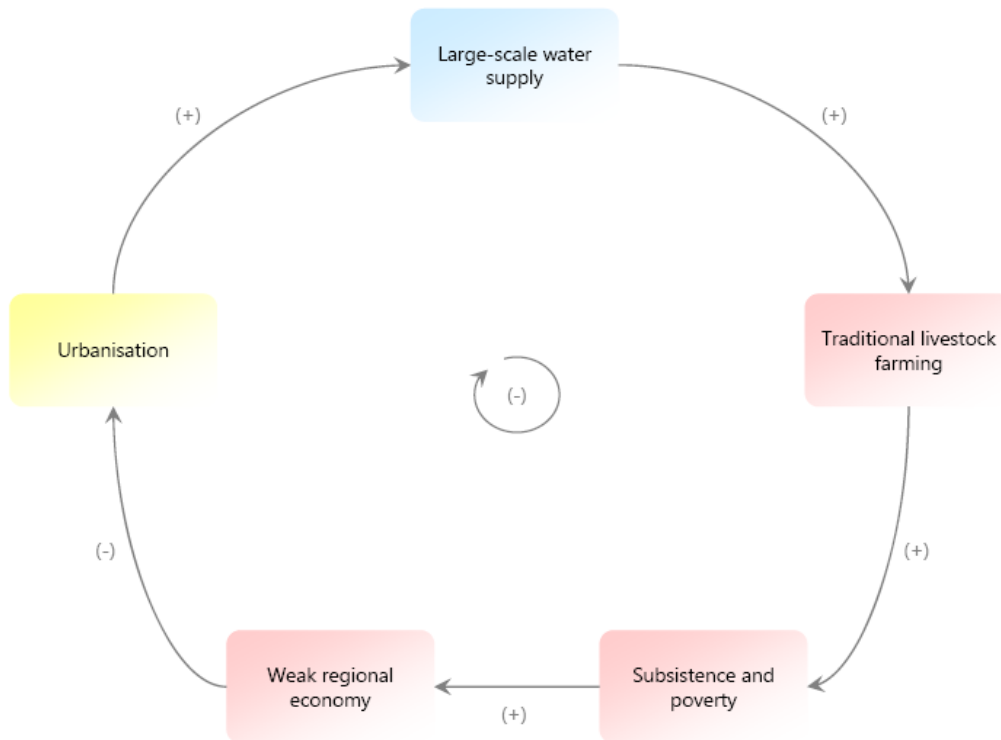 Large-scale water
supply
(+)
(+)
Urbanisation
Traditional livestock
farming
(-)
(-)
(+)
Weak regional
economy
(+)
Subsistence and
poverty